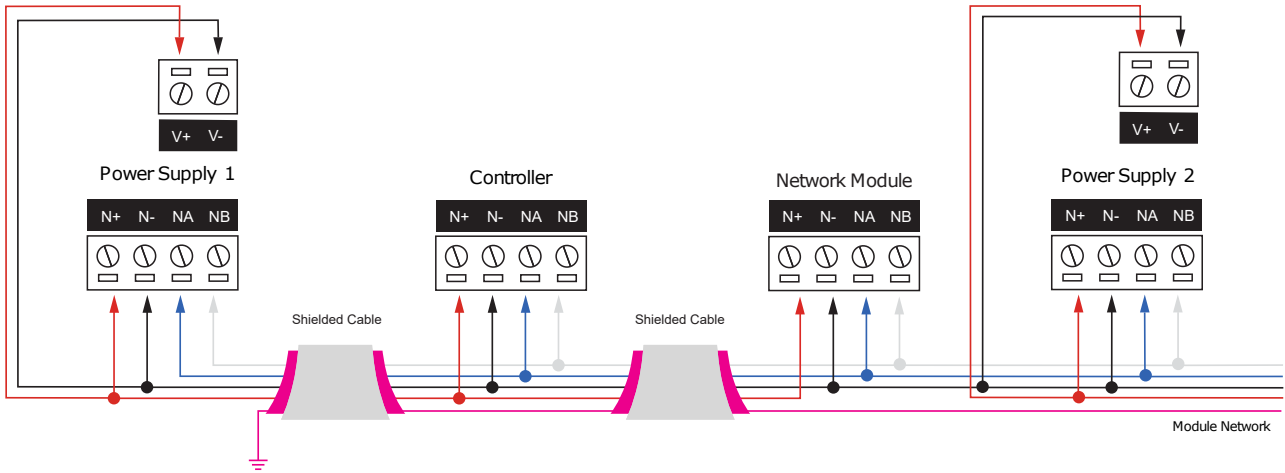 V+ V-
V+ V-
Power Supply 1
Controller
Network Module
Power Supply 2
N+ N- NA NB
N+ N- NA NB
N+ N- NA NB
N+ N- NA NB
Shielded Cable
Shielded Cable
Module Network